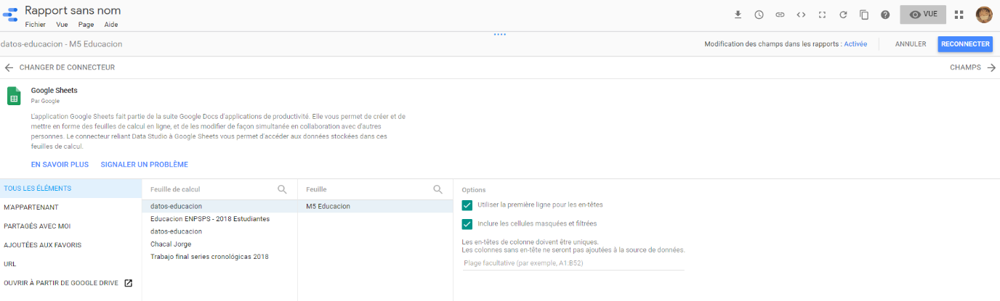 Rapport sans nom
Fichier Vue Page Aide
VUE
datos-educacion - M5 Educacion
Modification des champs dans les rapports : Activée
ANNULER
RECONNECTER
CHANGER DE CONNECTEUR
CHAMPS
Google Sheets
Par Google
L'application Google Sheets fait partie de la suite Google Docs d'applications de productivité. Elle vous permet de créer et de
mettre en forme des feuilles de calcul en ligne, et de les modifier de façon simultanée en collaboration avec d'autres
personnes. Le connecteur reliant Data Studio à Google Sheets vous permet d'accéder aux données stockées dans ces
feuilles de calcul.
EN SAVOIR PLUS SIGNALER UN PROBLÈME
TOUS LES ÉLÉMENTS
M'APPARTENANT
PARTAGÉS AVEC MOI
AJOUTÉES AUX FAVORIS
URL
OUVRIR À PARTIR DE GOOGLE DRIVE
Feuille de calcul
datos-educacion
Educacion ENPSPS - 2018 Estudiantes
datos-educacion
Chacal Jorge
Trabajo final series cronológicas 2018
Feuille
M5 Educacion
Options
Utiliser la première ligne pour les en-têtes
Inclure les cellules masquées et filtrées
Les en-têtes de colonne doivent être uniques.
Les colonnes sans en-tête ne seront pas ajoutées à la source de données.
Plage facultative (par exemple, A1:B52)